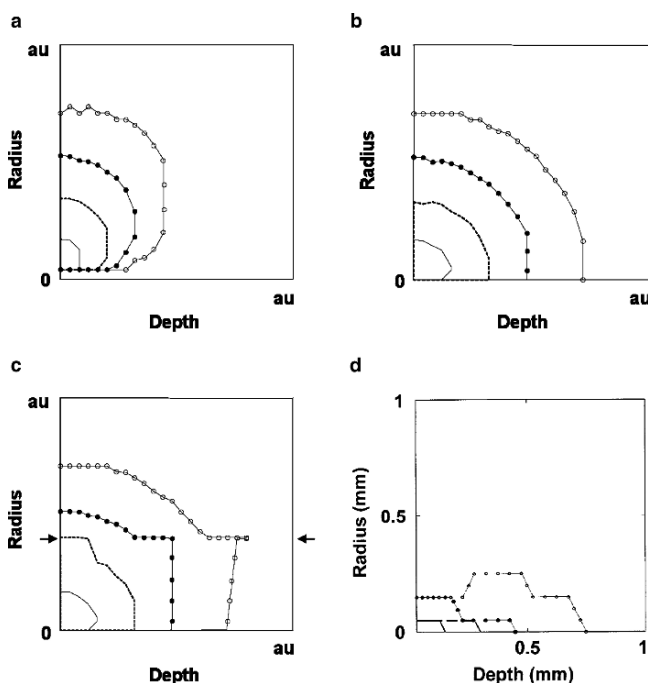 a
au
Radius
0
au
Depth
b
au
Radius
0
au
Depth
c
au
Radius
0
au
Depth
d
1
Radius (mm)
0.5
0
0.5
1
Depth (mm)